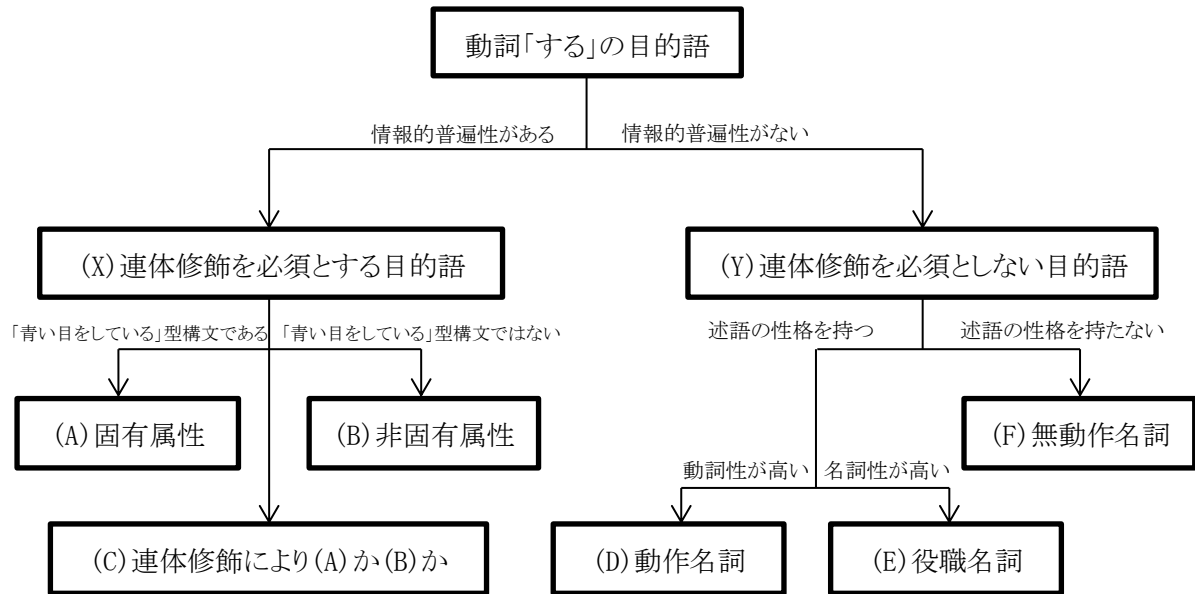 動詞「する」の目的語
情報的普遍性がある
情報的普遍性がない
(X)連体修飾を必須とする目的語
(Y)連体修飾を必須としない目的語
「青い目をしている」型構文である
「青い目をしている」型構文ではない
述語の性格を持つ
述語の性格を持たない
(A)固有属性
(B)非固有属性
(F)無動作名詞
動詞性が高い
名詞性が高い
(C)連体修飾により(A)か(B)か
(D)動作名詞
(E)役職名詞